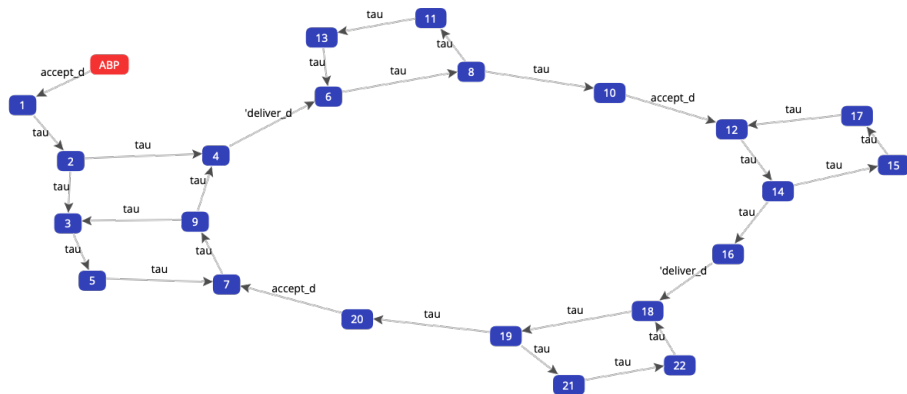 tau
11
13
tau
tau
ABP
tau
8
accept_d
tau
tau
6
10
1
'deliver_d
accept_d
17
tau
12
tau
tau
2
tau
4
tau
15
tau
tau
14
tau
3
tau
9
tau
tau
tau
16
5
tau
7
accept_d
'deliver_d
20
tau
tau
18
19
tau
tau
tau
22
21